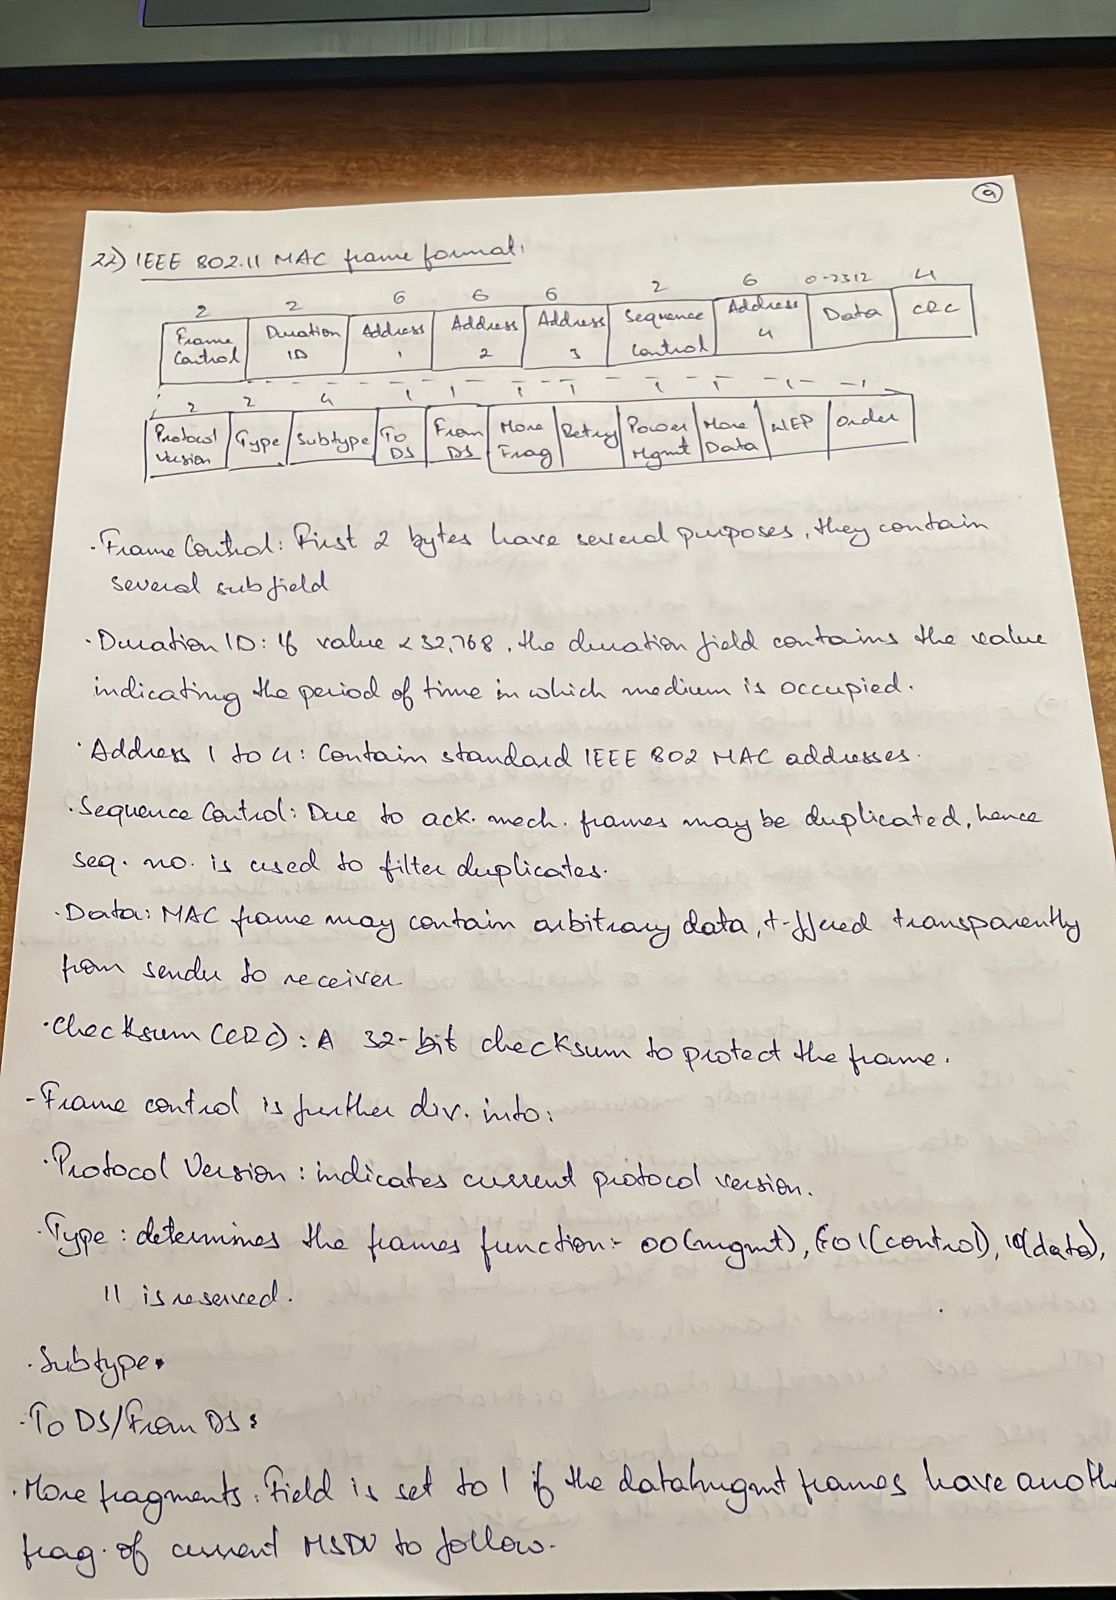 9
22) IEEE 802.11 MAC frame format:
2 2 6 6 6 2 6 0-2312 4
Frame Control Duration ID Address 1 Address 2 Address 3 Sequence Control Address 4 Data CRC
2 2 4 1 1 1 1 1 1 1 1
Protocol Version Type Subtype To DS From DS More Frag Retry Power Mgmt More Data WEP Order
· Frame Control: First 2 bytes have several purposes, they contain
several subfield
· Duration ID: If value < 32,768, the duration field contains the value
indicating the period of time in which medium is occupied.
· Address 1 to 4: Contain standard IEEE 802 MAC addresses.
· Sequence Control: Due to ack. mech. frames may be duplicated, hence
seq. no. is used to filter duplicates.
· Data: MAC frame may contain arbitrary data, t-ffered transparently
from sender to receiver
· Checksum (CRC): A 32-bit checksum to protect the frame.
- Frame control is further div. into:
· Protocol Version: indicates current protocol version.
· Type: determines the frames function:- 00(mgmt), 01(control), 10(data),
11 is reserved.
· Subtype
· To DS/From DS:
· More fragments: Field is set to 1 if the data/mgmt frames have anoth
frag. of current MSDU to follow.